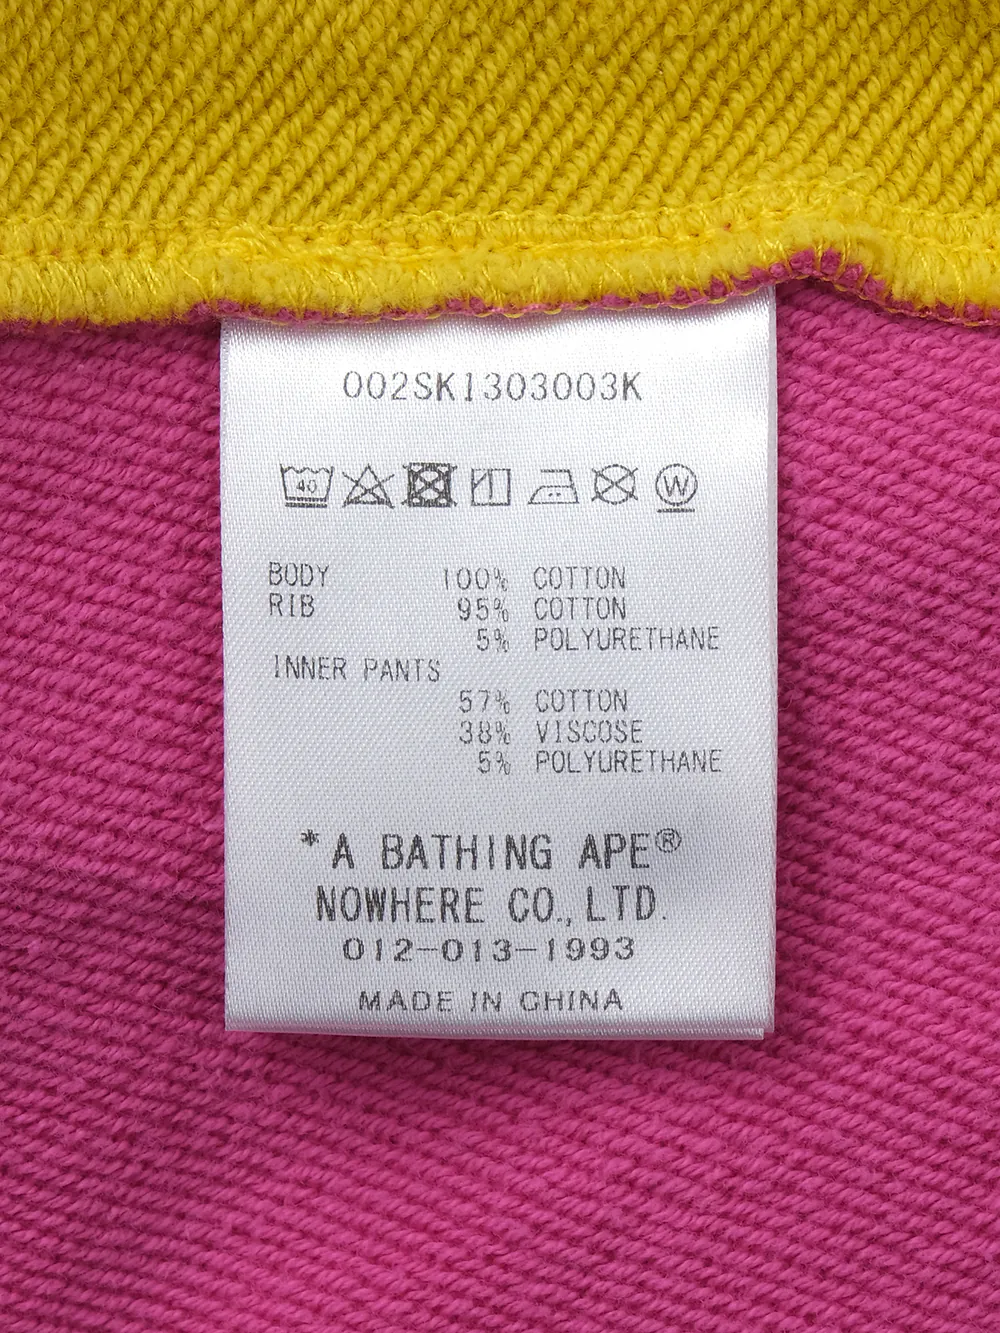 002SK1303003K
40
W
BODY 100% COTTON
RIB 95% COTTON
5% POLYURETHANE
INNER PANTS
57% COTTON
38% VISCOSE
5% POLYURETHANE
*A BATHING APE®
NOWHERE CO., LTD.
012-013-1993
MADE IN CHINA